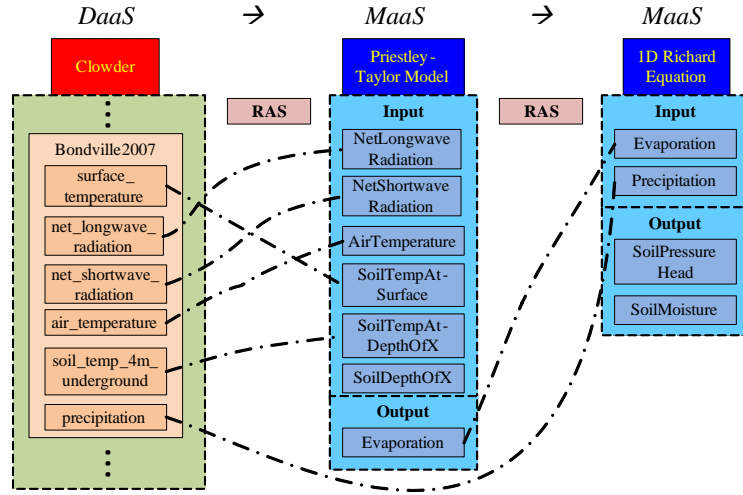 DaaS → MaaS → MaaS
Clowder
Bondville2007
surface_
temperature
net_longwave_
radiation
net_shortwave_
radiation
air_temperature
soil_temp_4m_
underground
precipitation
RAS
Priestley-
Taylor Model
Input
NetLongwave
Radiation
NetShortwave
Radiation
AirTemperature
SoilTempAt-
Surface
SoilTempAt-
DepthOfX
SoilDepthOfX
Output
Evaporation
RAS
1D Richard
Equation
Input
Evaporation
Precipitation
Output
SoilPressure
Head
SoilMoisture